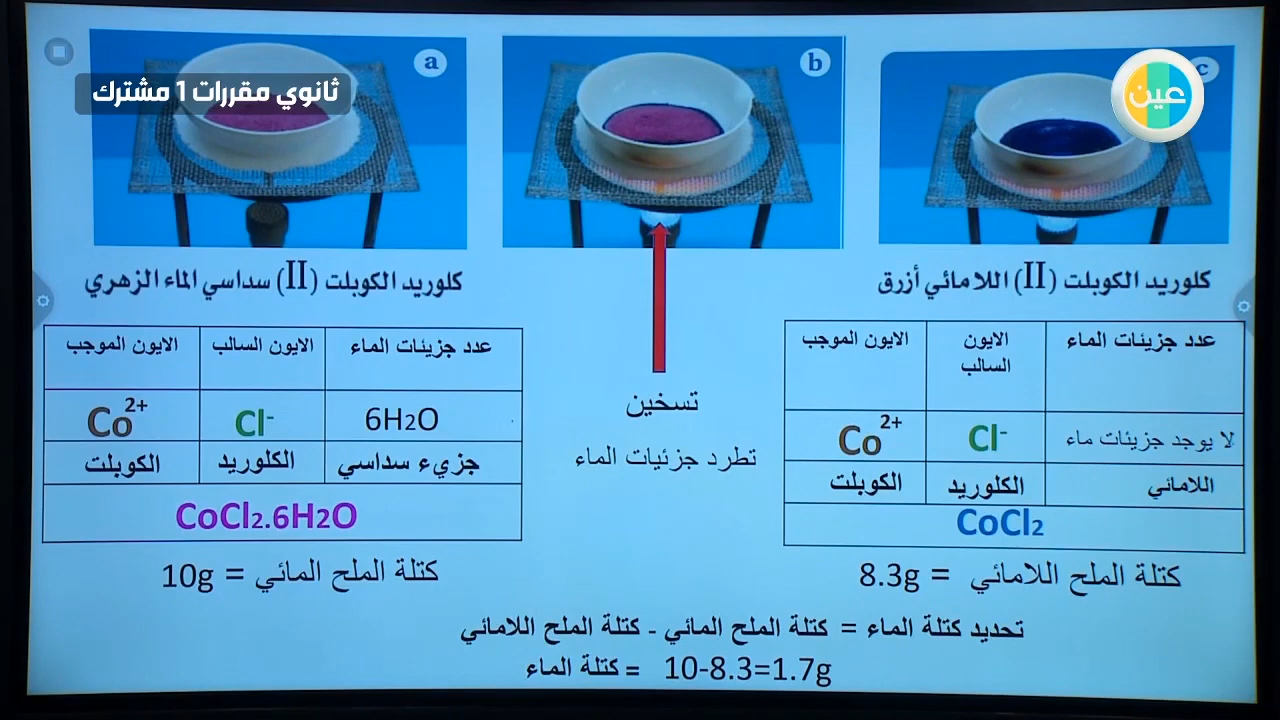 ثانوي مقررات 1 مشترك
عين
a
b
c
كلوريد الكوبلت (II) سداسي الماء الزهري
كلوريد الكوبلت (II) اللامائي أزرق
عدد جزيئات الماء
الايون السالب
الايون الموجب
6H2O
Cl-
Co2+
جزيء سداسي
الكلوريد
الكوبلت
CoCl2.6H2O
كتلة الملح المائي = 10g
تسخين
تطرد جزئيات الماء
عدد جزيئات الماء
الايون
السالب
الايون الموجب
لا يوجد جزيئات ماء
Cl-
Co2+
اللامائي
الكلوريد
الكوبلت
CoCl2
كتلة الملح اللامائي = 8.3g
تحديد كتلة الماء = كتلة الملح المائي - كتلة الملح اللامائي
كتلة الماء = 10-8.3=1.7g